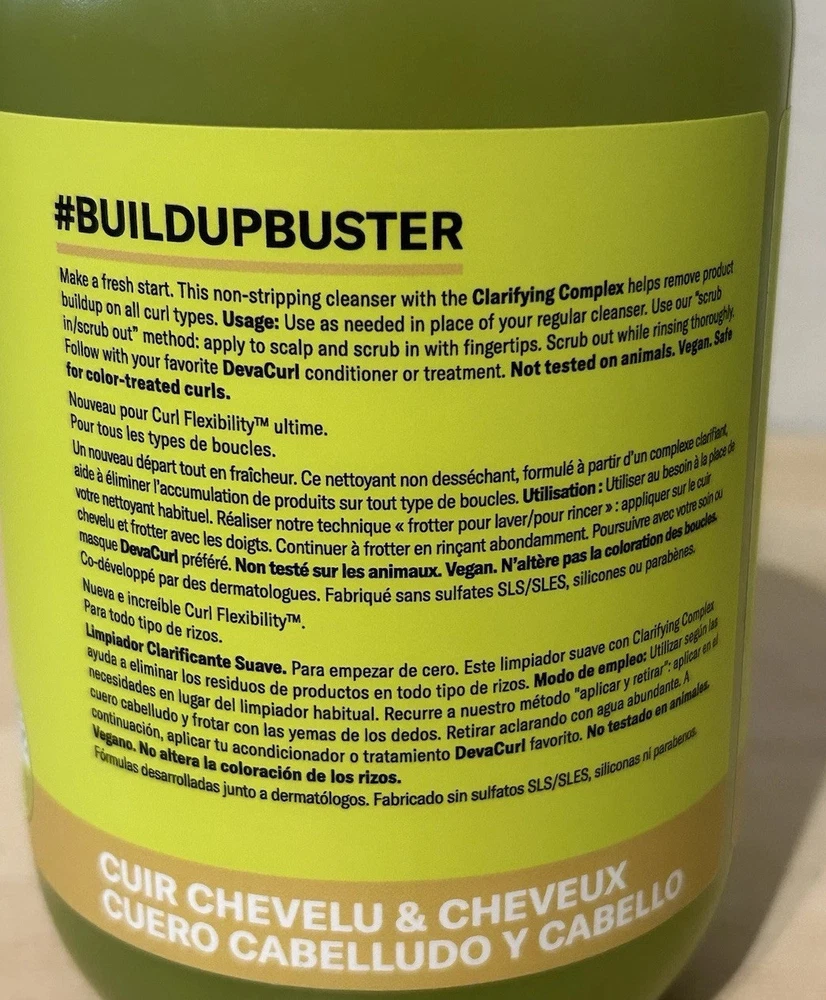 #BUILDUPBUSTER
Make a fresh start. This non-stripping cleanser with the Clarifying Complex helps remove product
buildup on all curl types. Usage: Use as needed in place of your regular cleanser. Use our "scrub
in/scrub out" method: apply to scalp and scrub in with fingertips. Scrub out while rinsing thoroughly.
Follow with your favorite DevaCurl conditioner or treatment. Not tested on animals. Vegan. Safe
for color-treated curls.
Nouveau pour Curl Flexibility™ ultime.
Pour tous les types de boucles.
Un nouveau départ tout en fraîcheur. Ce nettoyant non desséchant, formulé à partir d'un complexe clarifiant,
aide à éliminer l'accumulation de produits sur tout type de boucles. Utilisation : Utiliser au besoin à la place de
votre nettoyant habituel. Réaliser notre technique « frotter pour laver/pour rincer » : appliquer sur le cuir
chevelu et frotter avec les doigts. Continuer à frotter en rinçant abondamment. Poursuivre avec votre soin ou
masque DevaCurl préféré. Non testé sur les animaux. Vegan. N'altère pas la coloration des boucles.
Co-développé par des dermatologues. Fabriqué sans sulfates SLS/SLES, silicones ou parabènes.
Nueva e increíble Curl Flexibility™.
Para todo tipo de rizos.
Limpiador Clarificante Suave. Para empezar de cero. Este limpiador suave con Clarifying Complex
ayuda a eliminar los residuos de productos en todo tipo de rizos. Modo de empleo: Utilizar según las
necesidades en lugar del limpiador habitual. Recurre a nuestro método "aplicar y retirar": aplicar en el
cuero cabelludo y frotar con las yemas de los dedos. Retirar aclarando con agua abundante. A
continuación, aplicar tu acondicionador o tratamiento DevaCurl favorito. No testado en animales.
Vegano. No altera la coloración de los rizos.
Fórmulas desarrolladas junto a dermatólogos. Fabricado sin sulfatos SLS/SLES, siliconas ni parabenos.
CUIR CHEVELU & CHEVEUX
CUERO CABELLUDO Y CABELLO